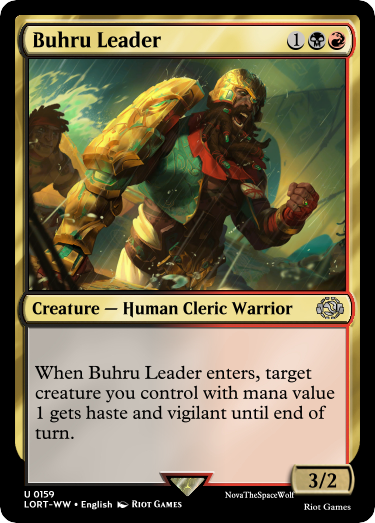 Buhru Leader 1
Creature — Human Cleric Warrior
When Buhru Leader enters, target
creature you control with mana value
1 gets haste and vigilant until end of
turn.
3/2
U 0159
LORT-WW • English RIOT GAMES
NovaTheSpaceWolf
Riot Games